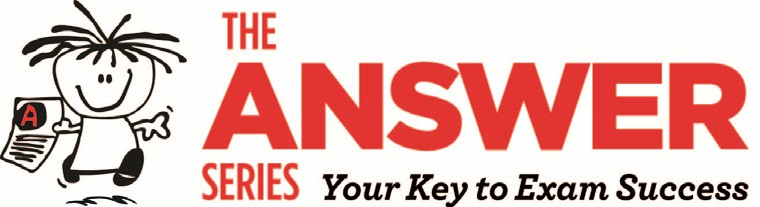 THE
ANSWER
SERIES Your Key to Exam Success
A